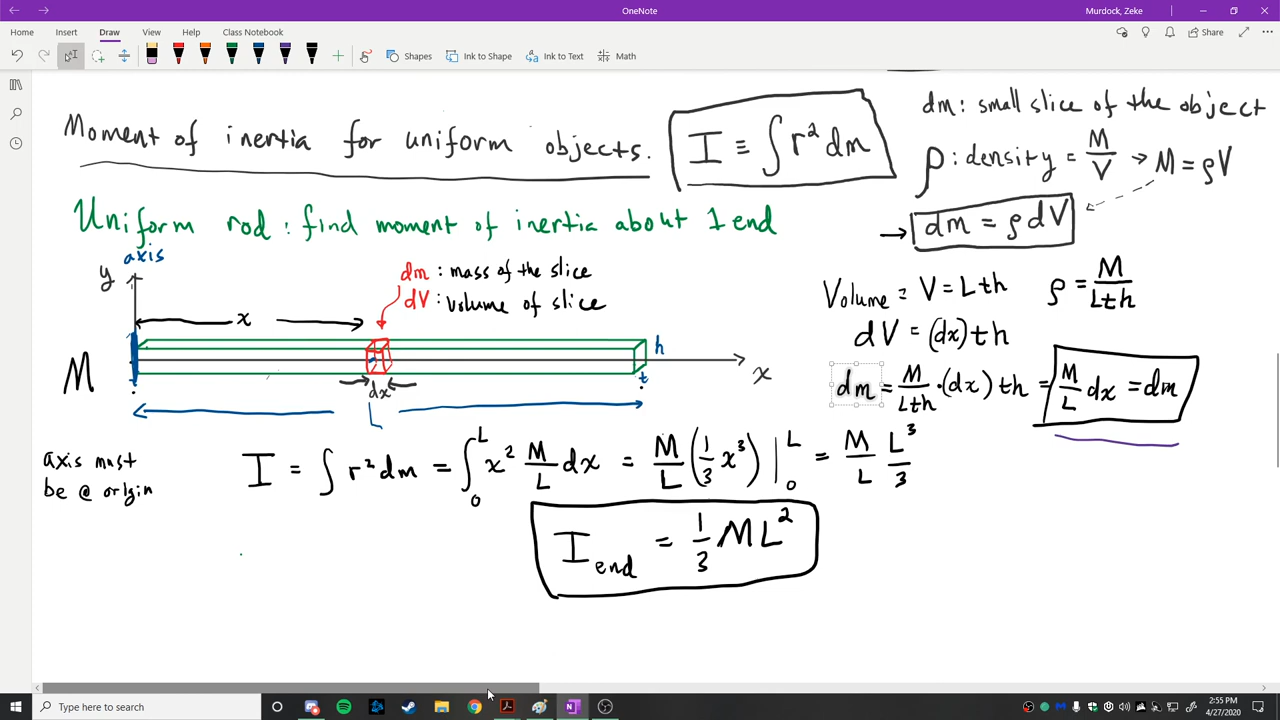 OneNote
Murdock, Zeke
Home Insert Draw View Help Class Notebook
Share
Shapes Ink to Shape Ink to Text Math
Moment of inertia for uniform objects.
I ≡ ∫ r² dm
dm: small slice of the object
ρ: density = M/V → M = ρV
→ dm = ρ dV
Uniform rod : find moment of inertia about 1 end
axis
y
dm : mass of the slice
dV : volume of slice
x
M
h
t
x
dx
L
Volume = V = Lth ρ = M/Lth
dV = (dx) th
dm = M/Lth · (dx) th = M/L dx = dm
axis must
be @ origin
I = ∫ r² dm = ∫₀ᴸ x² M/L dx = M/L (1/3 x³) |₀ᴸ = M/L L³/3
I end = 1/3 ML²
Type here to search
2:55 PM
4/27/2020